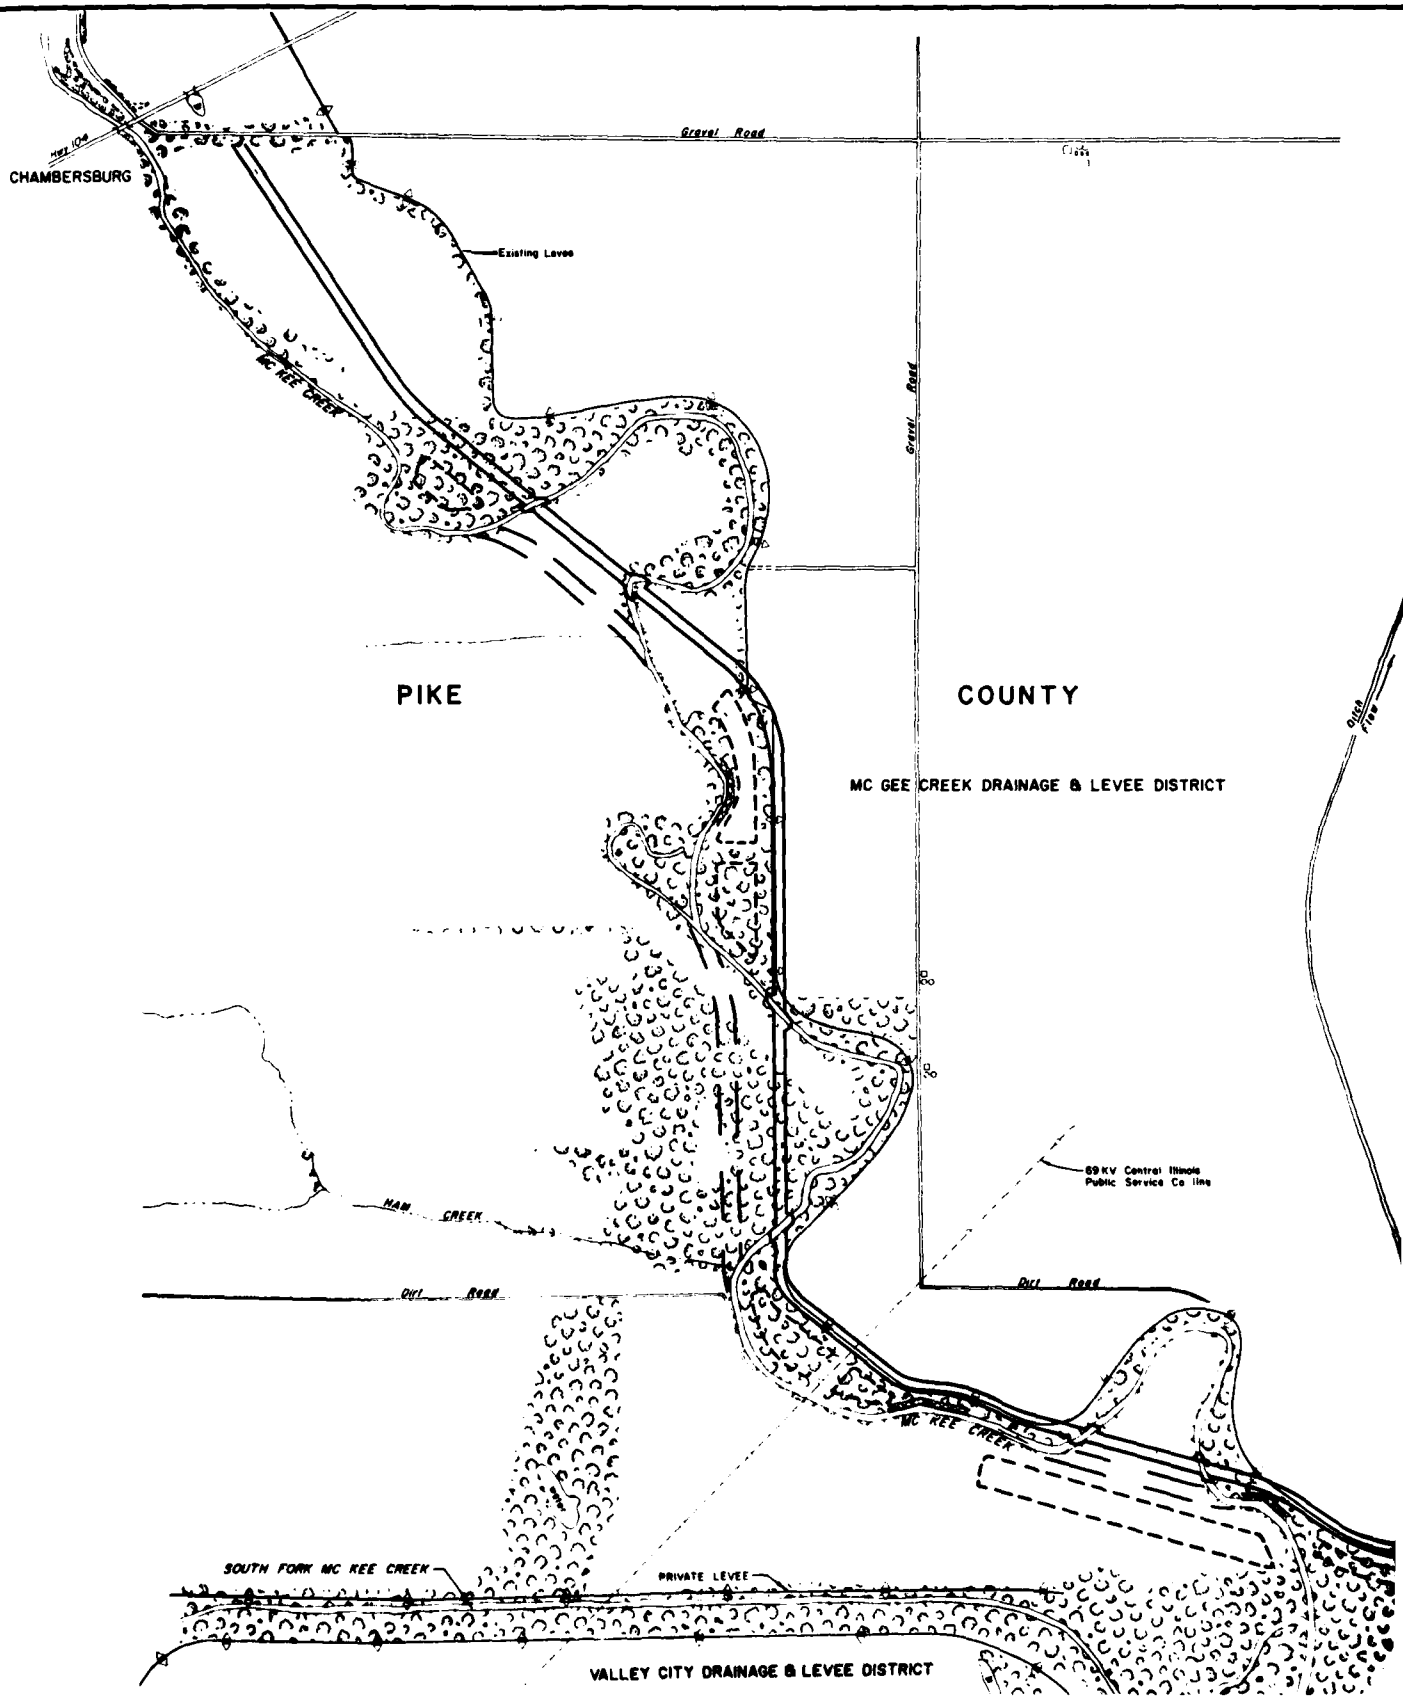 Hwy 104
CHAMBERSBURG
Gravel Road
Existing Levee
MC KEE CREEK
Gravel Road
PIKE COUNTY
Ditch
Flow
MC GEE CREEK DRAINAGE & LEVEE DISTRICT
69 KV Central Illinois
Public Service Co line
HAM CREEK
Dirt Road
Dirt Road
MC KEE CREEK
SOUTH FORK MC KEE CREEK
PRIVATE LEVEE
VALLEY CITY DRAINAGE & LEVEE DISTRICT